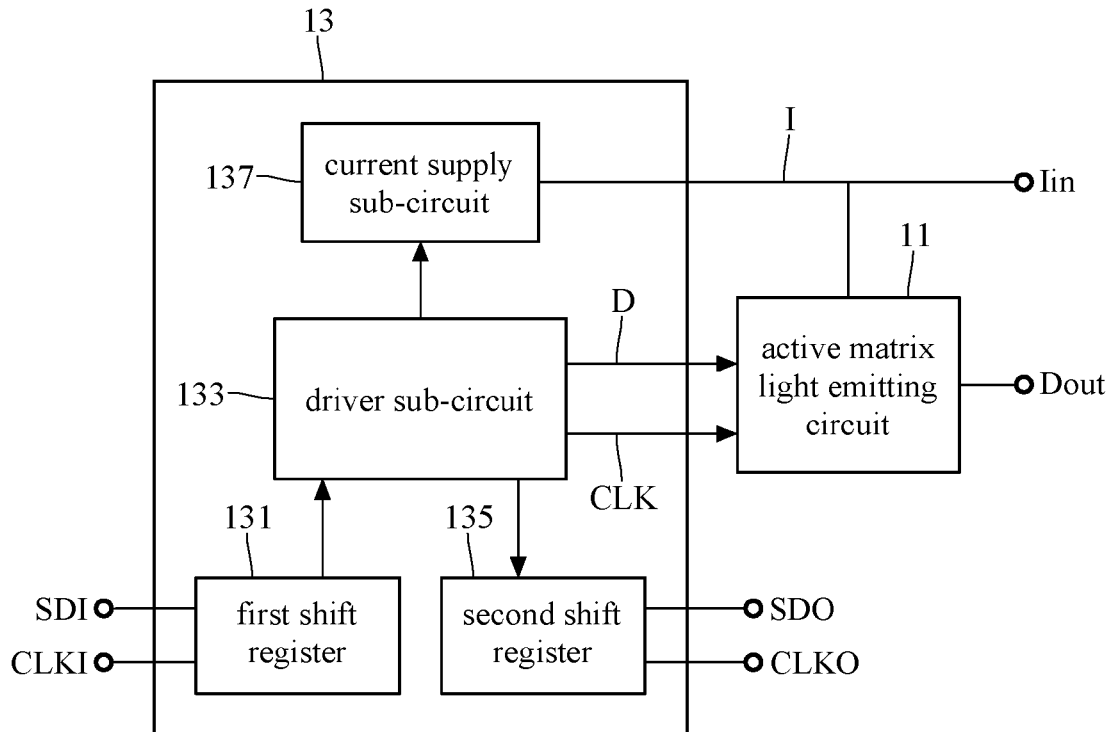 13
current supply
sub-circuit
137
I
Iin
11
D
active matrix
light emitting
circuit
Dout
driver sub-circuit
133
CLK
131
135
SDI
CLKI
first shift
register
second shift
register
SDO
CLKO